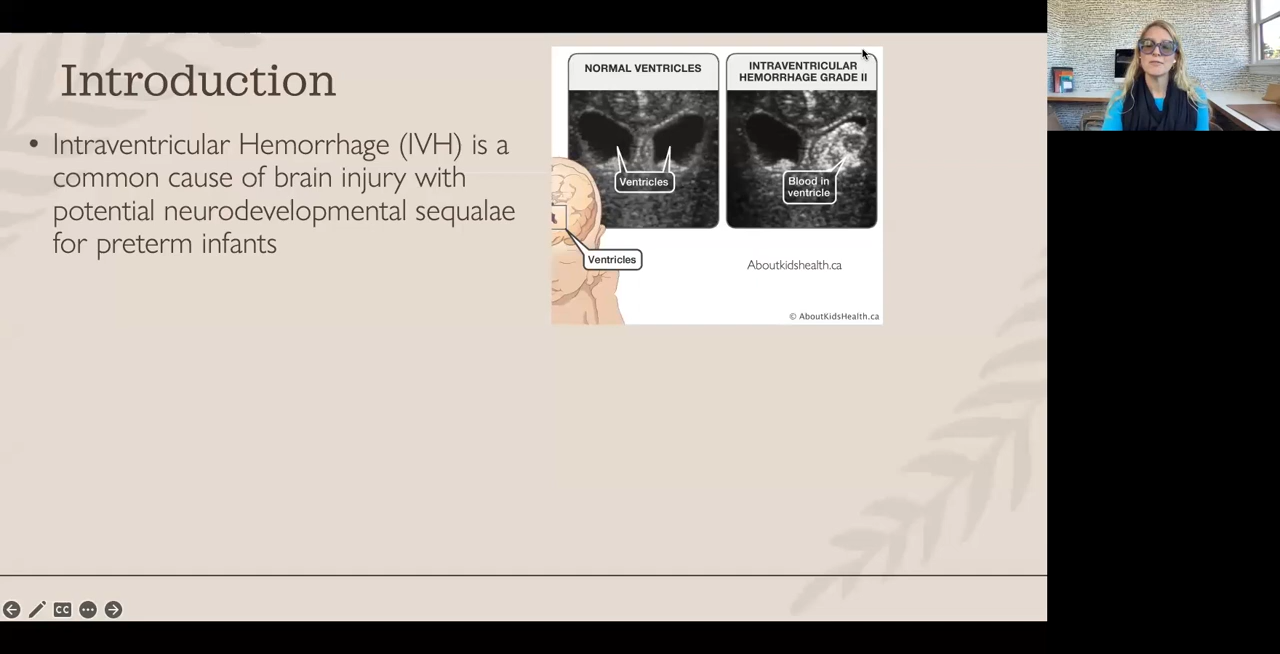 Introduction
• Intraventricular Hemorrhage (IVH) is a
common cause of brain injury with
potential neurodevelopmental sequalae
for preterm infants
NORMAL VENTRICLES
INTRAVENTRICULAR
HEMORRHAGE GRADE II
Ventricles
Blood in
ventricle
Ventricles
Aboutkidshealth.ca
© AboutKidsHealth.ca
CC